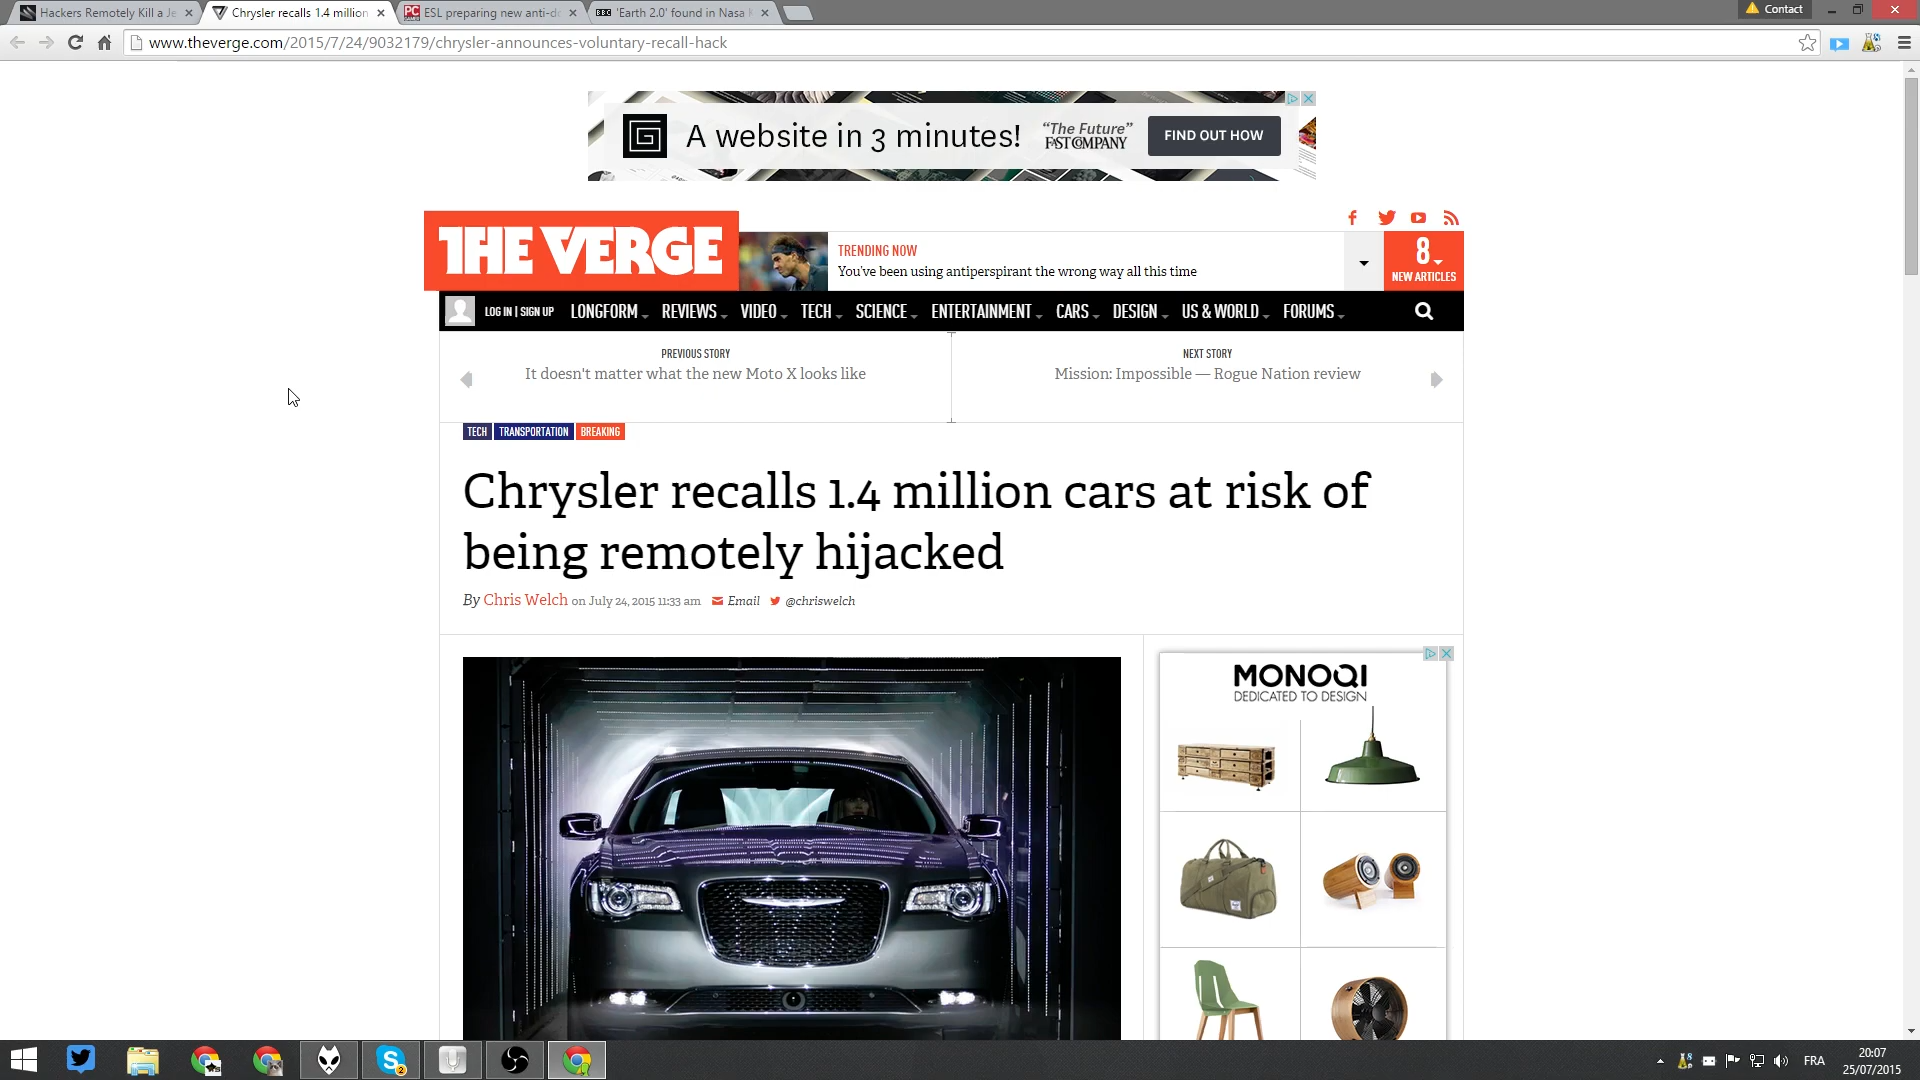 Hackers Remotely Kill a Je
Chrysler recalls 1.4 million
ESL preparing new anti-do
'Earth 2.0' found in Nasa
Contact
www.theverge.com/2015/7/24/9032179/chrysler-announces-voluntary-recall-hack
A website in 3 minutes!
“The Future”
FAST COMPANY
FIND OUT HOW
THE VERGE
TRENDING NOW
You've been using antiperspirant the wrong way all this time
8
NEW ARTICLES
LOG IN | SIGN UP
LONGFORM REVIEWS VIDEO TECH SCIENCE ENTERTAINMENT CARS DESIGN US & WORLD FORUMS
PREVIOUS STORY
It doesn't matter what the new Moto X looks like
NEXT STORY
Mission: Impossible — Rogue Nation review
TECH TRANSPORTATION BREAKING
Chrysler recalls 1.4 million cars at risk of
being remotely hijacked
By Chris Welch on July 24, 2015 11:33 am Email @chriswelch
MONOQI
DEDICATED TO DESIGN
2
FRA
20:07
25/07/2015